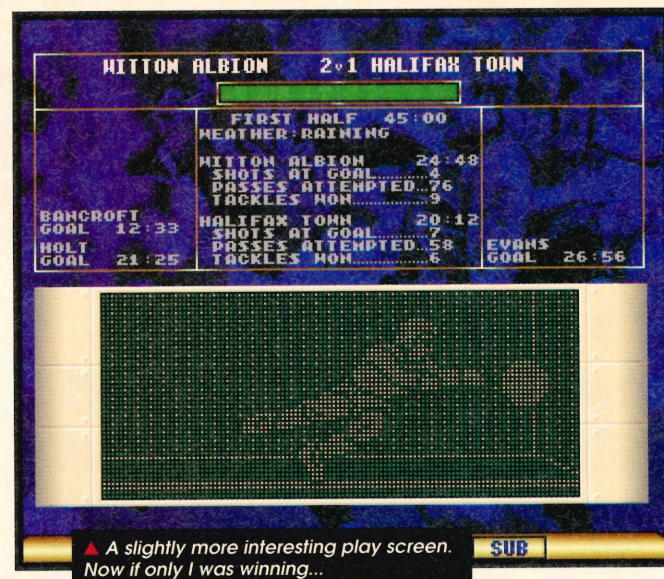 WITTON ALBION 2v1 HALIFAX TOWN
FIRST HALF 45:00
WEATHER:RAINING
WITTON ALBION 24:48
SHOTS AT GOAL.........4
PASSES ATTEMPTED..76
TACKLES WON............9
BANCROFT
GOAL 12:33
HOLT
GOAL 21:25
HALIFAX TOWN 20:12
SHOTS AT GOAL.........7
PASSES ATTEMPTED..58
TACKLES WON............6
EVANS
GOAL 26:56
▲ A slightly more interesting play screen.
Now if only I was winning...
SUB